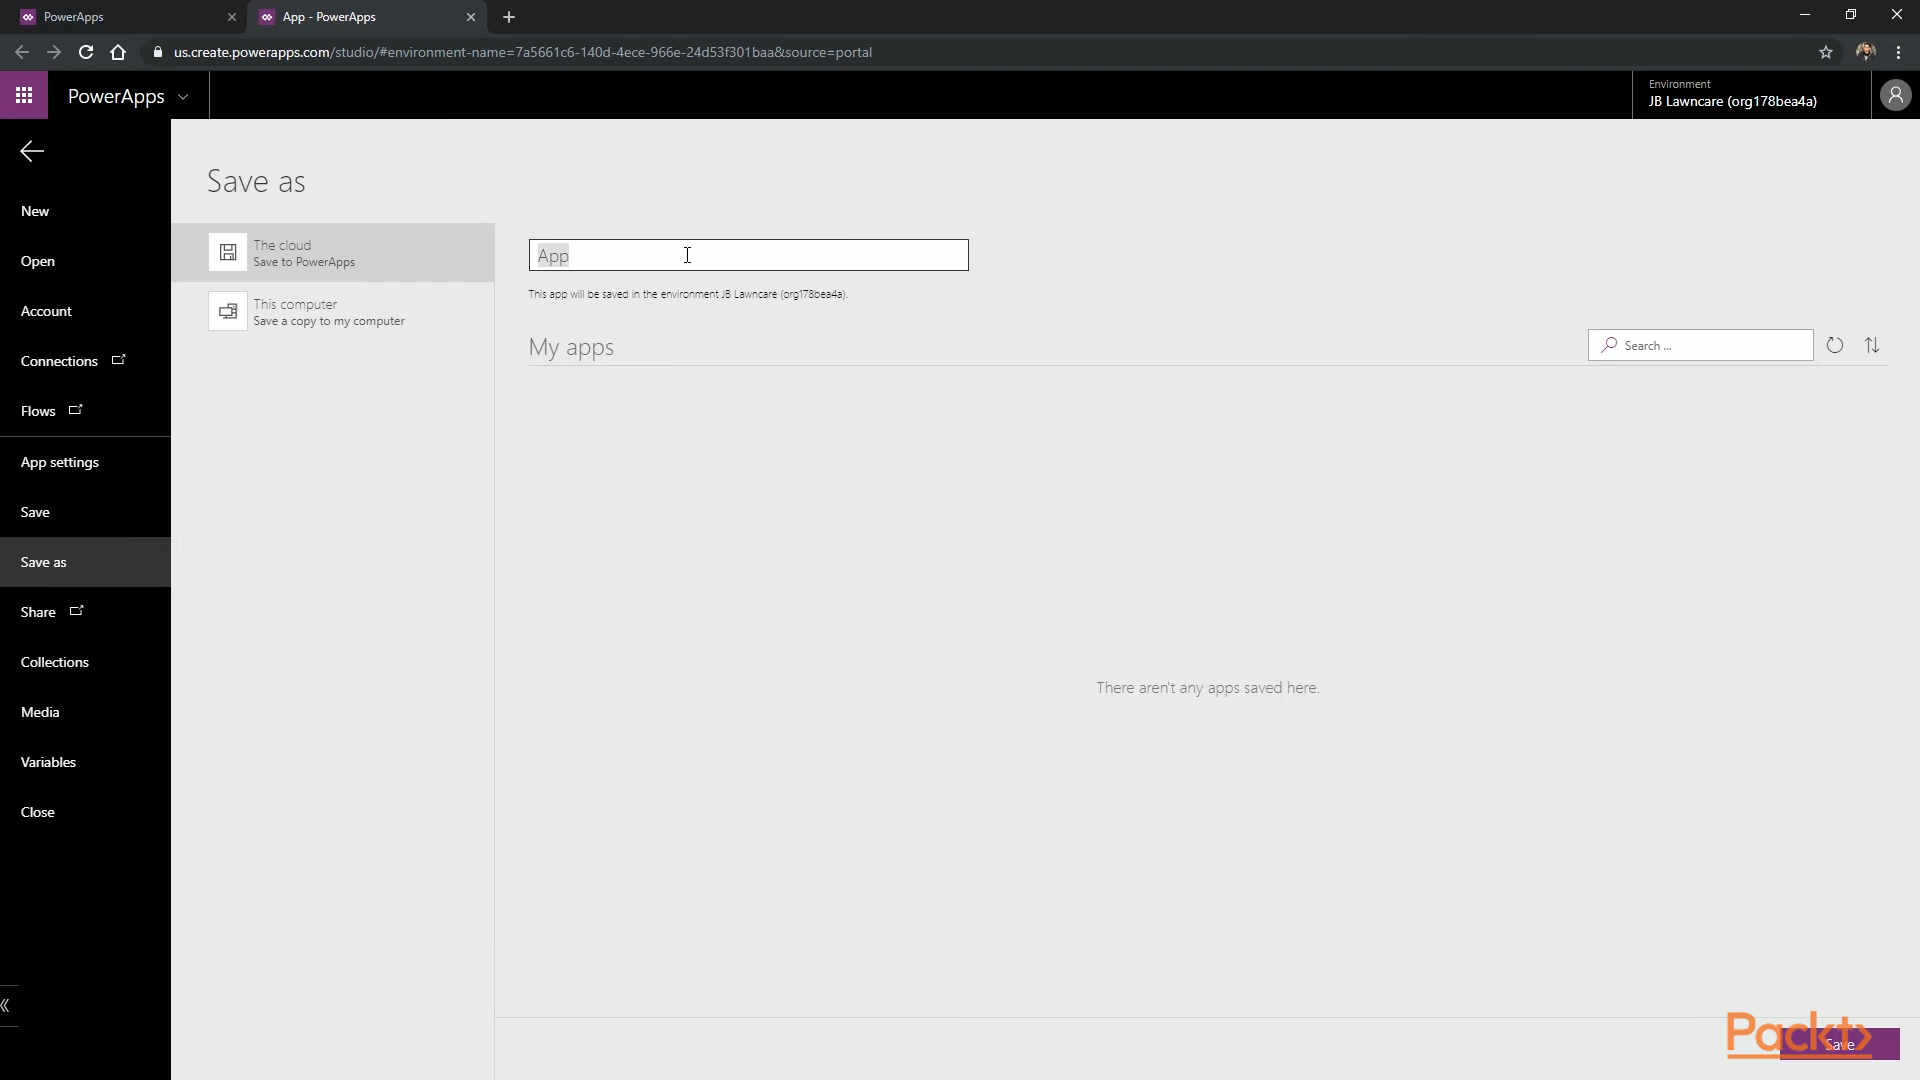 PowerApps
App - PowerApps
us.create.powerapps.com/studio/#environment-name=7a5661c6-140d-4ece-966e-24d53f301baa&source=portal
PowerApps
Environment
JB Lawncare (org178bea4a)
Save as
New
Open
Account
Connections
Flows
App settings
Save
Save as
Share
Collections
Media
Variables
Close
The cloud
Save to PowerApps
This computer
Save a copy to my computer
App
This app will be saved in the environment JB Lawncare (org178bea4a).
My apps
Search ...
There aren't any apps saved here.
Packt>
Save